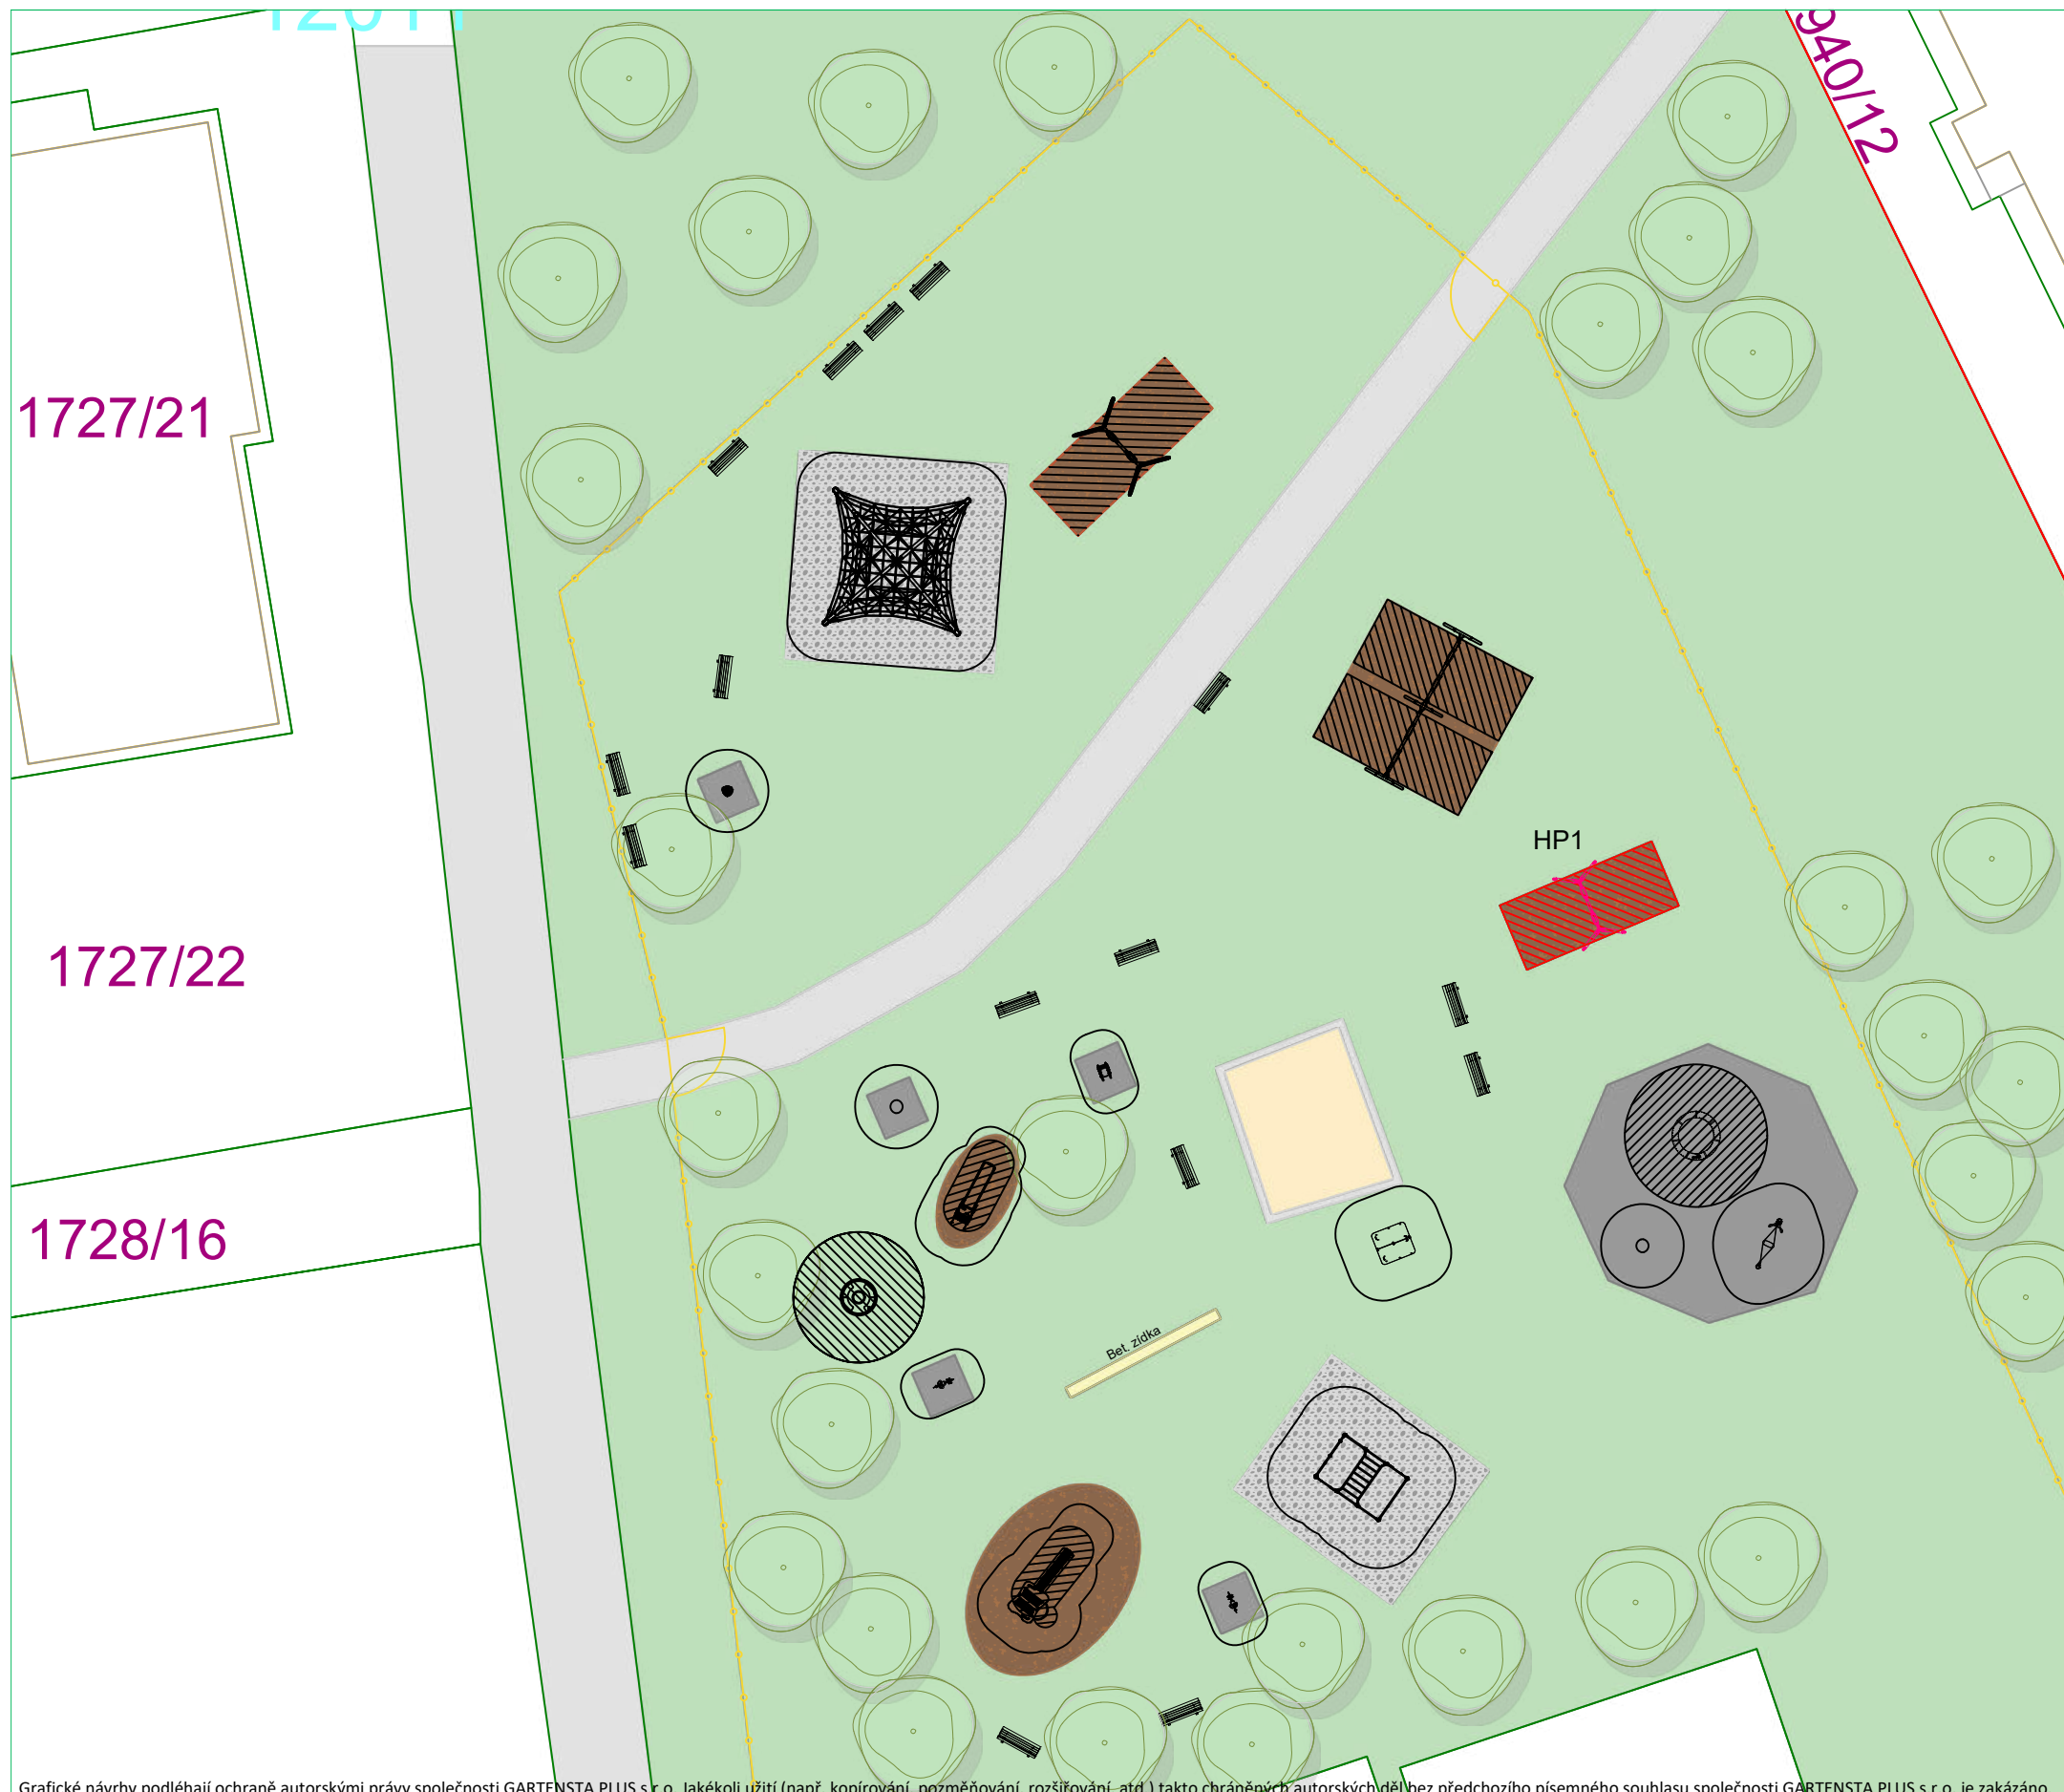 940/12
1727/21
HP1
1727/22
1728/16
Bet. zídka
Grafické návrhy podléhají ochraně autorskými právy společnosti GARTENSTA PLUS s.r.o. Jakékoli užití (např. kopírování, pozměňování, rozšiřování, atd.) takto chráněných autorských děl bez předchozího písemného souhlasu společnosti GARTENSTA PLUS s.r.o. je zakázáno.